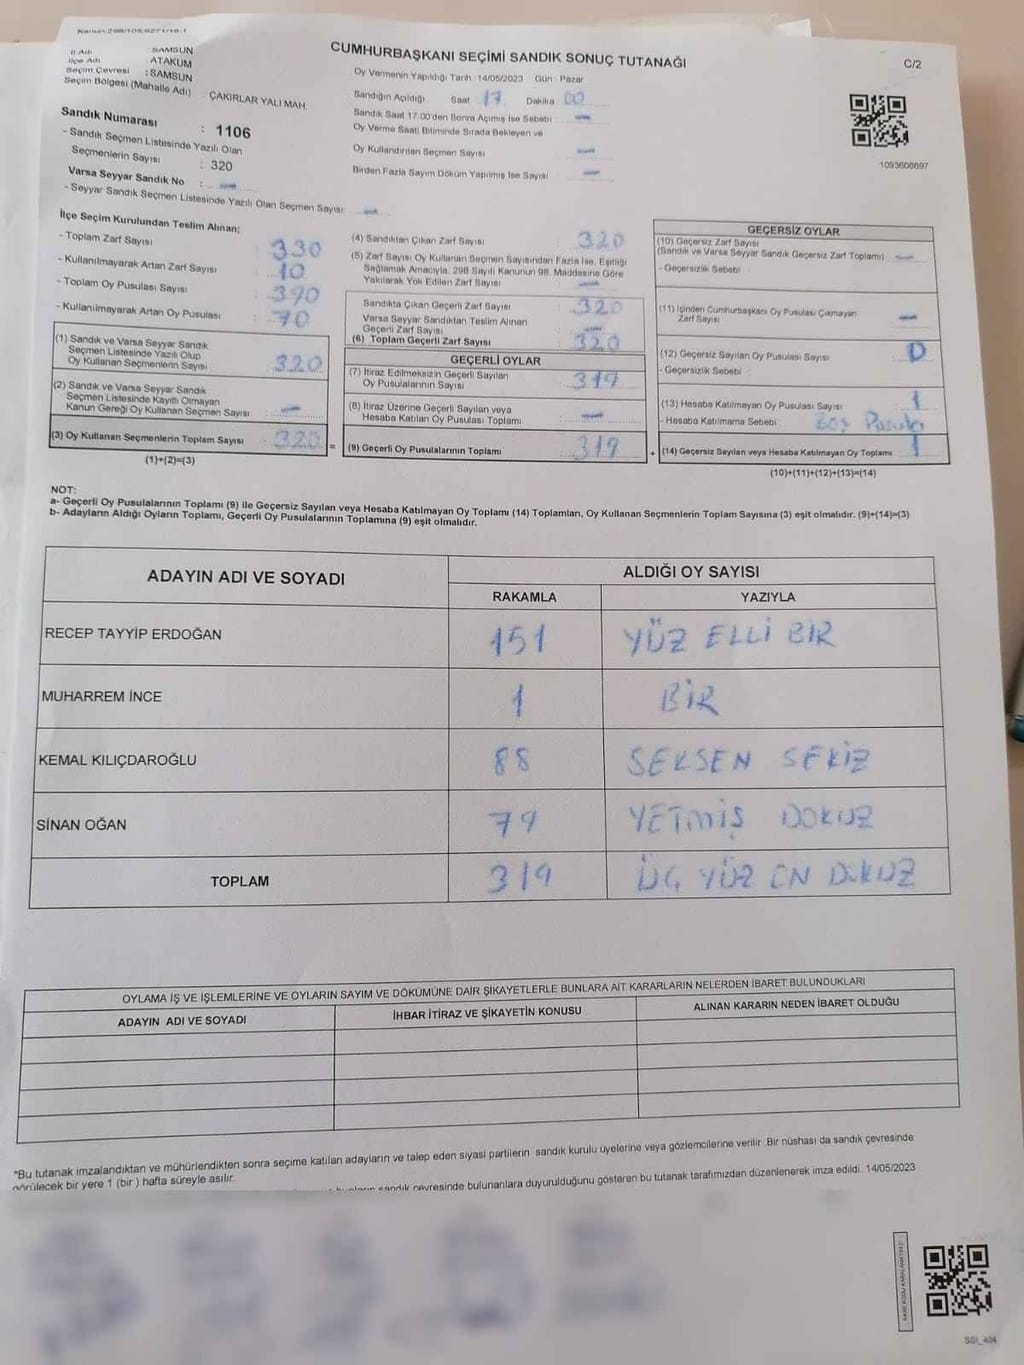 CUMHURBAŞKANI SEÇİMİ SANDIK SONUÇ TUTANAĞI
C/2
İl Adı : SAMSUN
İlçe Adı : ATAKUM
Seçim Çevresi : SAMSUN
Seçim Bölgesi (Mahalle Adı) : ÇAKIRLAR YALI MAH.
Sandık Numarası : 1106
- Sandık Seçmen Listesinde Yazılı Olan
Seçmenlerin Sayısı : 320
Varsa Seyyar Sandık No : —
- Seyyar Sandık Seçmen Listesinde Yazılı Olan Seçmen Sayısı: —
Oy Vermenin Yapıldığı Tarih : 14/05/2023 Gün : Pazar
Sandığın Açıldığı Saat 17 Dakika 00
Sandık Saat 17:00'den Sonra Açımış İse Sebebi —
Oy Verme Saati Bitiminde Sırada Bekleyen ve
Oy Kullandırılan Seçmen Sayısı —
Birden Fazla Sayım Döküm Yapılmış İse Sayısı —
1093608697
İlçe Seçim Kurulundan Teslim Alınan;
- Toplam Zarf Sayısı : 330
- Kullanılmayarak Artan Zarf Sayısı : 10
- Toplam Oy Pusulası Sayısı : 390
- Kullanılmayarak Artan Oy Pusulası : 70
(1) Sandık ve Varsa Seyyar Sandık
Seçmen Listesinde Yazılı Olup
Oy Kullanan Seçmenlerin Sayısı 320
(2) Sandık ve Varsa Seyyar Sandık
Seçmen Listesinde Kayıtlı Olmayan
Kanun Gereği Oy Kullanan Seçmen Sayısı —
(3) Oy Kullanan Seçmenlerin Toplam Sayısı 320 =
(1)+(2)=(3)
(4) Sandıktan Çıkan Zarf Sayısı 320
(5) Zarf Sayısı Oy Kullanan Seçmen Sayısından Fazla İse, Eşitliği
Sağlamak Amacıyla, 298 Sayılı Kanunun 98. Maddesine Göre
Yakılarak Yok Edilen Zarf Sayısı —
Sandıkta Çıkan Geçerli Zarf Sayısı 320
Varsa Seyyar Sandıktan Teslim Alınan
Geçerli Zarf Sayısı —
(6) Toplam Geçerli Zarf Sayısı 320
GEÇERLİ OYLAR
(7) İtiraz Edilmeksizin Geçerli Sayılan
Oy Pusulalarının Sayısı 319
(8) İtiraz Üzerine Geçerli Sayılan veya
Hesaba Katılan Oy Pusulası Toplamı —
(9) Geçerli Oy Pusulalarının Toplamı 319 +
GEÇERSİZ OYLAR
(10) Geçersiz Zarf Sayısı
(Sandık ve Varsa Seyyar Sandık Geçersiz Zarf Toplamı) —
- Geçersizlik Sebebi :
(11) İçinden Cumhurbaşkanı Oy Pusulası Çıkmayan
Zarf Sayısı —
(12) Geçersiz Sayılan Oy Pusulası Sayısı 0
- Geçersizlik Sebebi :
(13) Hesaba Katılmayan Oy Pusulası Sayısı 1
- Hesaba Katılmama Sebebi : Boş Pusula
(14) Geçersiz Sayılan veya Hesaba Katılmayan Oy Toplamı 1
(10)+(11)+(12)+(13)=(14)
NOT:
a- Geçerli Oy Pusulalarının Toplamı (9) ile Geçersiz Sayılan veya Hesaba Katılmayan Oy Toplamı (14) Toplamları, Oy Kullanan Seçmenlerin Toplam Sayısına (3) eşit olmalıdır. (9)+(14)=(3)
b- Adayların Aldığı Oyların Toplamı, Geçerli Oy Pusulalarının Toplamına (9) eşit olmalıdır.
ADAYIN ADI VE SOYADI ALDIĞI OY SAYISI
RAKAMLA YAZIYLA
RECEP TAYYİP ERDOĞAN 151 YÜZ ELLİ BİR
MUHARREM İNCE 1 BİR
KEMAL KILIÇDAROĞLU 88 SEKSEN SEKİZ
SİNAN OĞAN 79 YETMİŞ DOKUZ
TOPLAM 319 ÜÇ YÜZ ON DOKUZ
OYLAMA İŞ VE İŞLEMLERİNE VE OYLARIN SAYIM VE DÖKÜMÜNE DAİR ŞİKAYETLERLE BUNLARA AİT KARARLARIN NELERDEN İBARET BULUNDUKLARI
ADAYIN ADI VE SOYADI İHBAR İTİRAZ VE ŞİKAYETİN KONUSU ALINAN KARARIN NEDEN İBARET OLDUĞU
*Bu tutanak imzalandıktan ve mühürlendikten sonra seçime katılan adayların ve talep eden siyasi partilerin sandık kurulu üyelerine veya gözlemcilerine verilir .Bir nüshası da sandık çevresinde
görülecek bir yere 1 (bir ) hafta süreyle asılır.
sandık çevresinde bulunanlara duyurulduğunu gösteren bu tutanak tarafımızdan düzenlenerek imza edildi. 14/05/2023